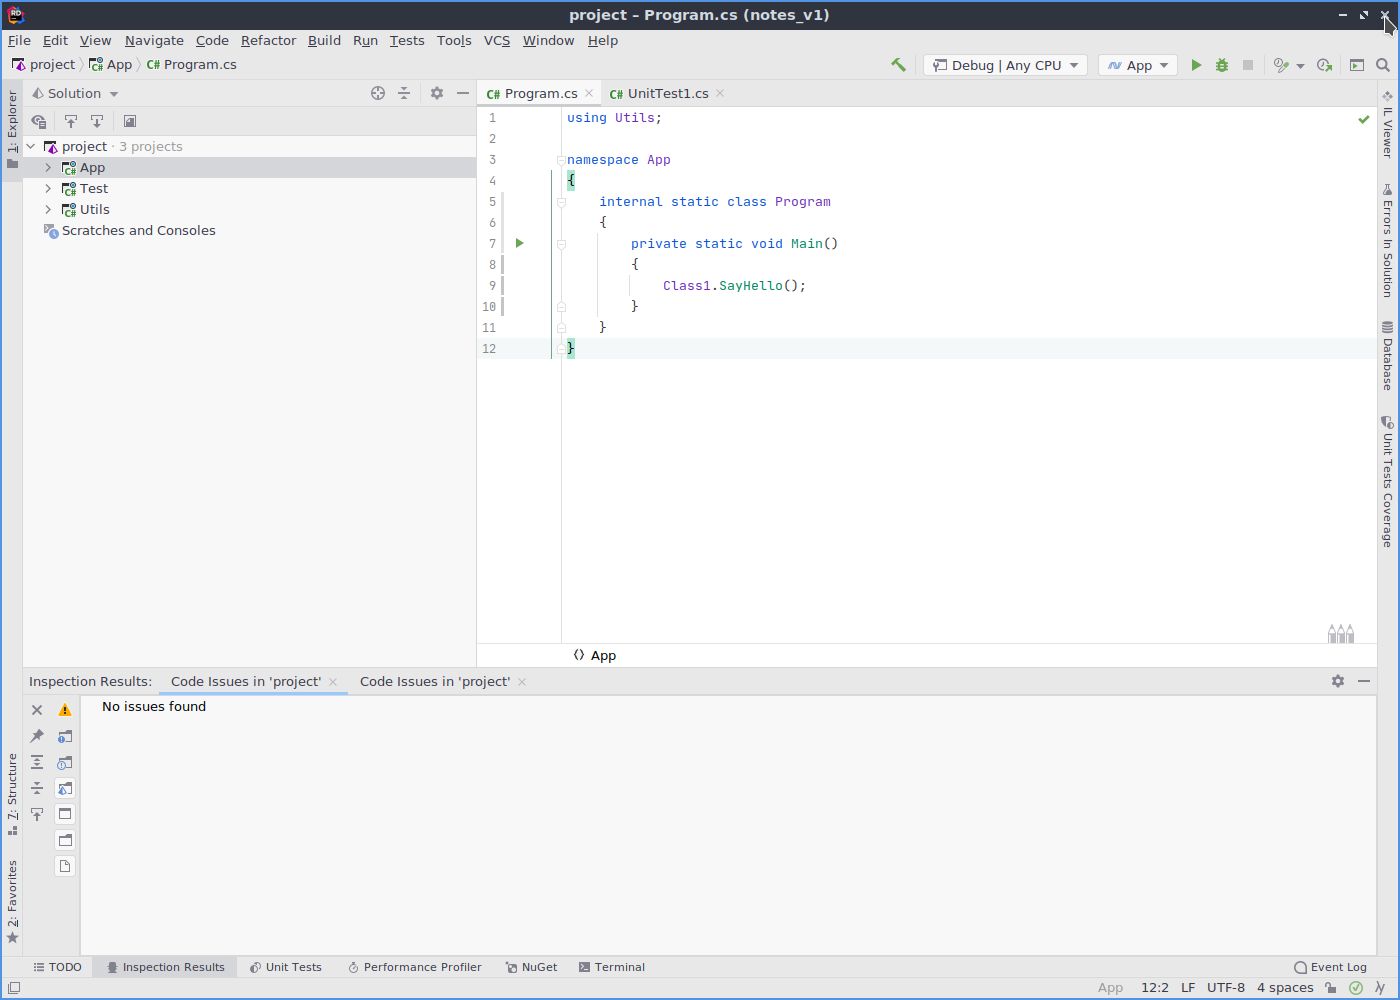 project – Program.cs (notes_v1)
File Edit View Navigate Code Refactor Build Run Tests Tools VCS Window Help
project App C# Program.cs
Debug | Any CPU
App
1: Explorer
Solution
project · 3 projects
App
Test
Utils
Scratches and Consoles
C# Program.cs
C# UnitTest1.cs
1 using Utils;
2
3 namespace App
4 {
5 internal static class Program
6 {
7 private static void Main()
8 {
9 Class1.SayHello();
10 }
11 }
12 }
App
IL Viewer
Errors In Solution
Database
Unit Tests Coverage
Inspection Results: Code Issues in 'project' Code Issues in 'project'
No issues found
7: Structure
2: Favorites
TODO Inspection Results Unit Tests Performance Profiler NuGet Terminal Event Log
App 12:2 LF UTF-8 4 spaces